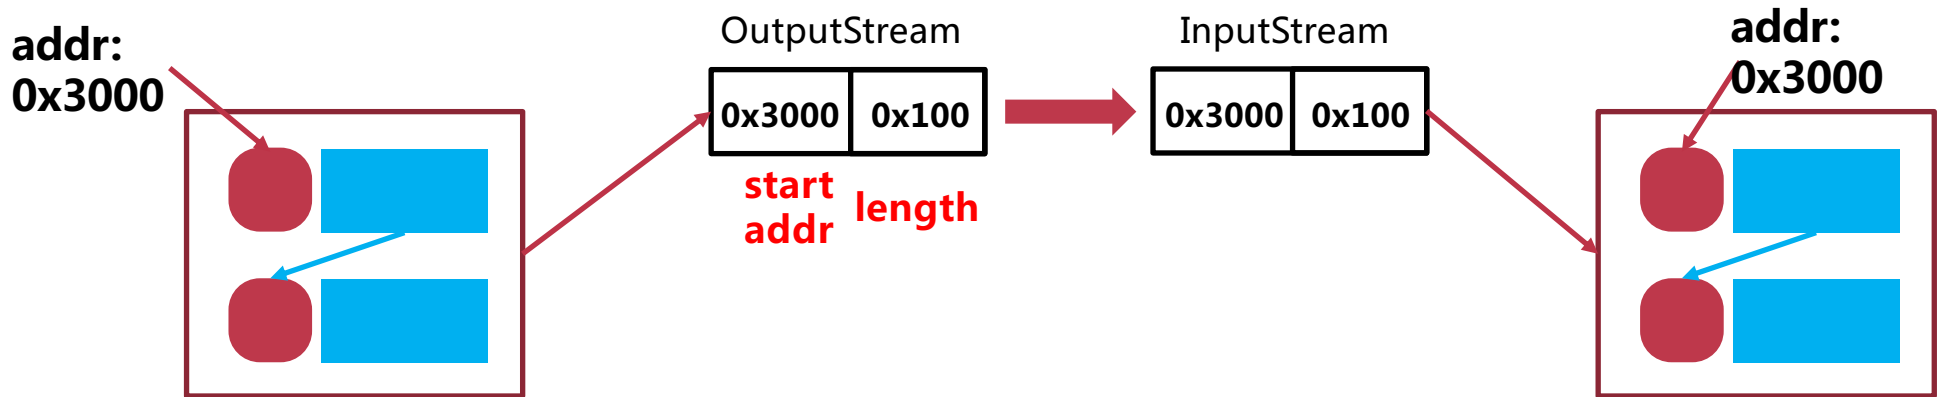 addr:
0x3000
OutputStream
0x3000 0x100
start
addr
length
InputStream
0x3000 0x100
addr:
0x3000